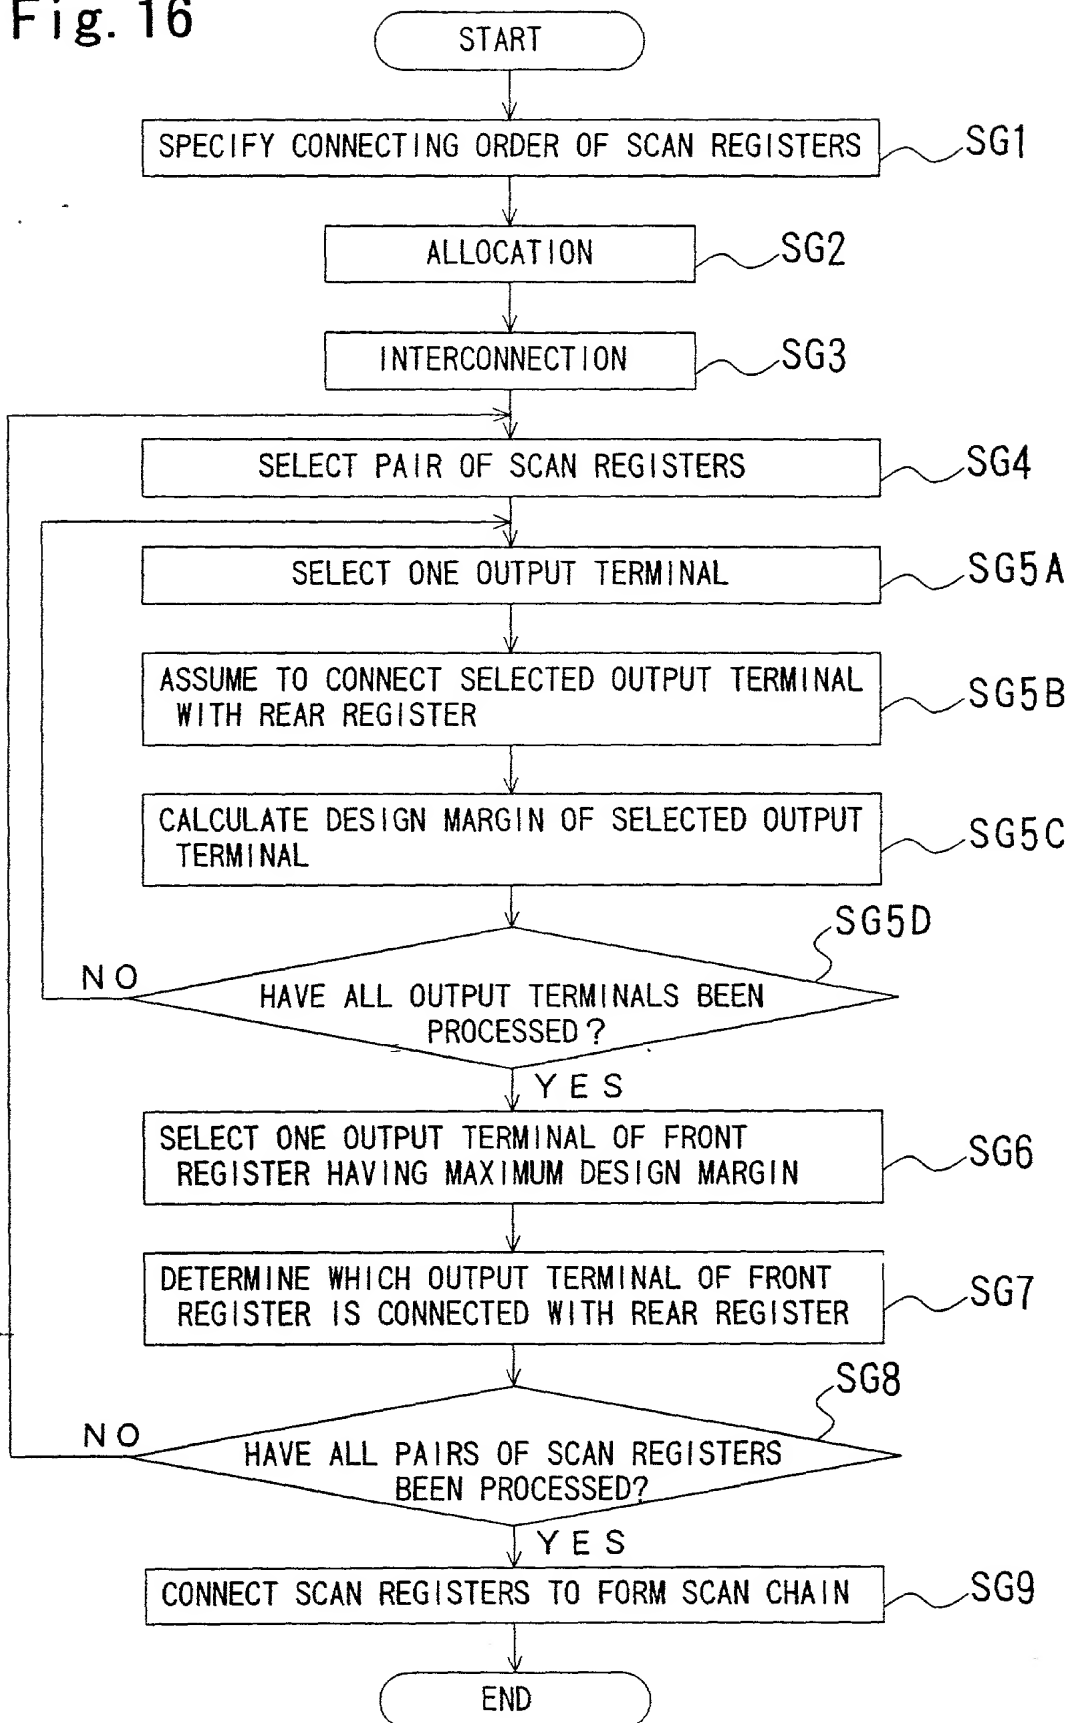 Fig. 16
START
SPECIFY CONNECTING ORDER OF SCAN REGISTERS
SG1
ALLOCATION
SG2
INTERCONNECTION
SG3
SELECT PAIR OF SCAN REGISTERS
SG4
SELECT ONE OUTPUT TERMINAL
SG5A
ASSUME TO CONNECT SELECTED OUTPUT TERMINAL
WITH REAR REGISTER
SG5B
CALCULATE DESIGN MARGIN OF SELECTED OUTPUT
TERMINAL
SG5C
SG5D
NO
HAVE ALL OUTPUT TERMINALS BEEN
PROCESSED?
YES
SELECT ONE OUTPUT TERMINAL OF FRONT
REGISTER HAVING MAXIMUM DESIGN MARGIN
SG6
DETERMINE WHICH OUTPUT TERMINAL OF FRONT
REGISTER IS CONNECTED WITH REAR REGISTER
SG7
SG8
NO
HAVE ALL PAIRS OF SCAN REGISTERS
BEEN PROCESSED?
YES
CONNECT SCAN REGISTERS TO FORM SCAN CHAIN
SG9
END